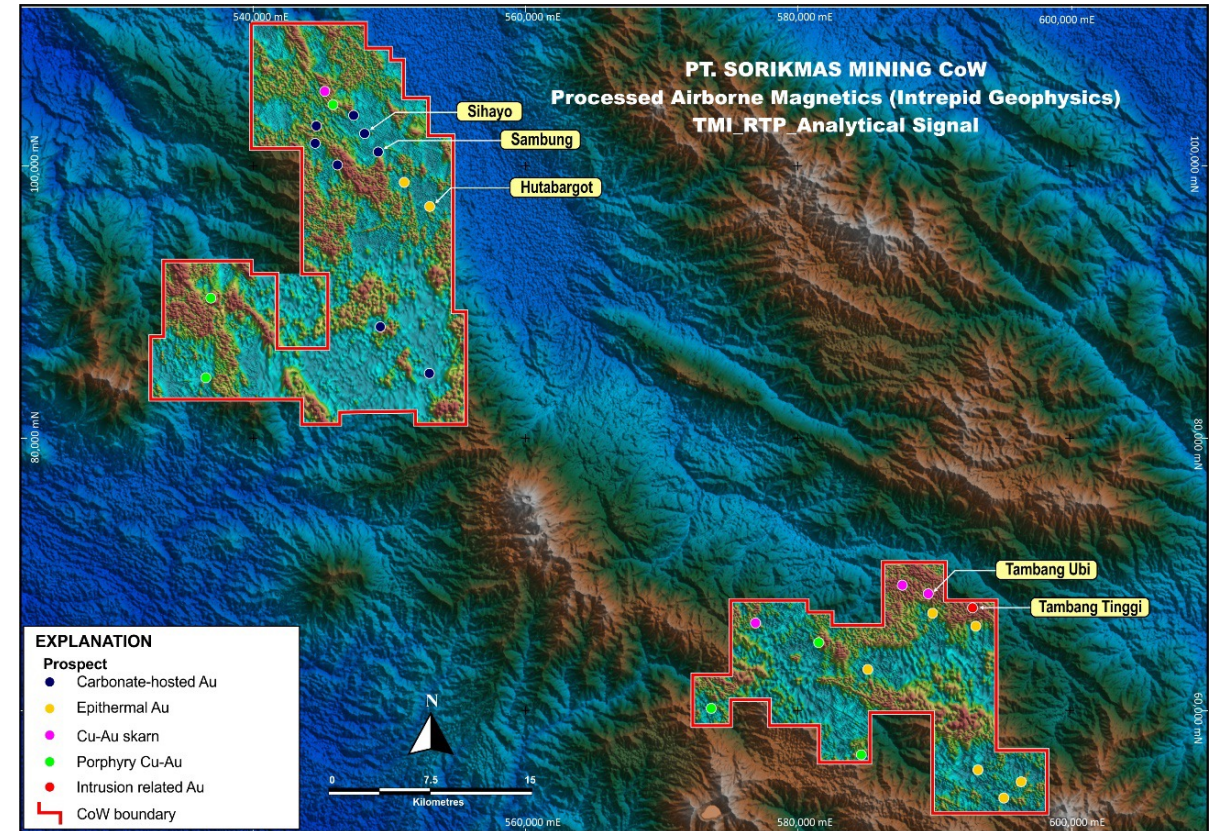 540,000 mE
560,000 mE
580,000 mE
600,000 mE
PT. SORIKMAS MINING CoW
Processed Airborne Magnetics (Intrepid Geophysics)
TMI_RTP_Analytical Signal
Sihayo
Sambung
Hutabargot
100,000 mN
100,000 mN
80,000 mN
80,000 mN
Tambang Ubi
Tambang Tinggi
EXPLANATION
Prospect
Carbonate-hosted Au
Epithermal Au
Cu-Au skarn
Porphyry Cu-Au
Intrusion related Au
CoW boundary
N
0 7.5 15
Kilometres
60,000 mN
560,000 mE
580,000 mE
600,000 mE